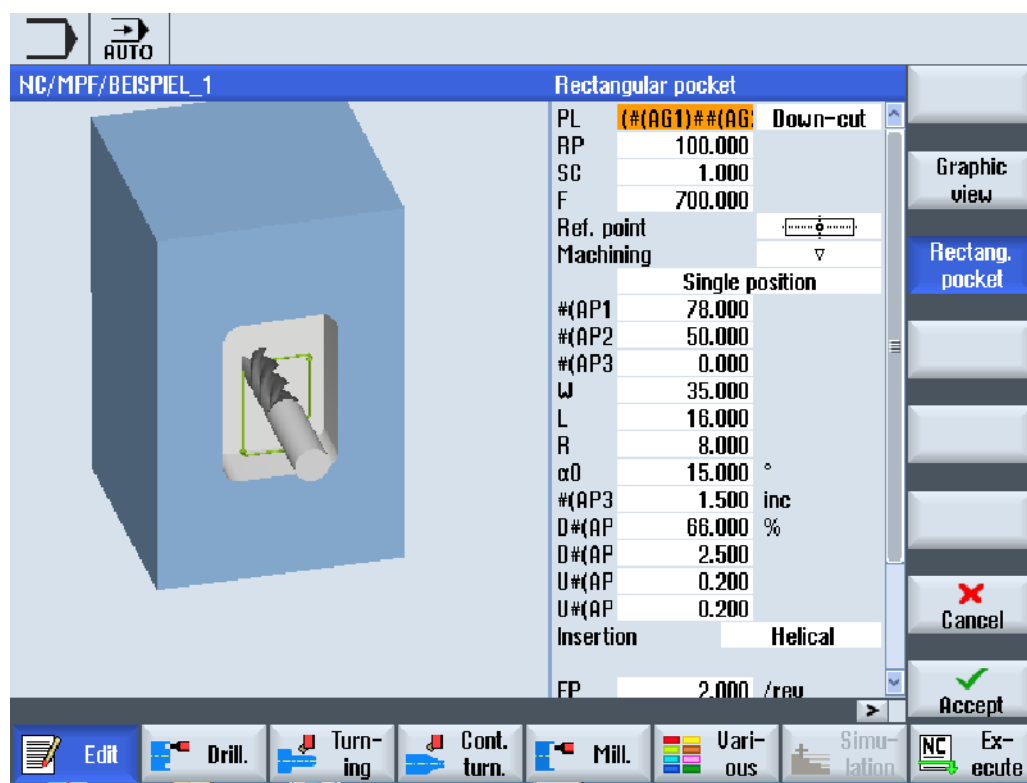 AUTO
NC/MPF/BEISPIEL_1
Rectangular pocket
PL (#(AG1)##(AG: Down-cut
RP 100.000
SC 1.000
F 700.000
Ref. point
Machining ▽
Single position
#(AP1 78.000
#(AP2 50.000
#(AP3 0.000
W 35.000
L 16.000
R 8.000
α0 15.000 °
#(AP3 1.500 inc
D#(AP 66.000 %
D#(AP 2.500
U#(AP 0.200
U#(AP 0.200
Insertion Helical
EP 2.000 /rev
Graphic
view
Rectang.
pocket
Cancel
Accept
>
Edit
Drill.
Turn-
ing
Cont.
turn.
Mill.
Vari-
ous
Simu-
lation
NC Ex-
ecute